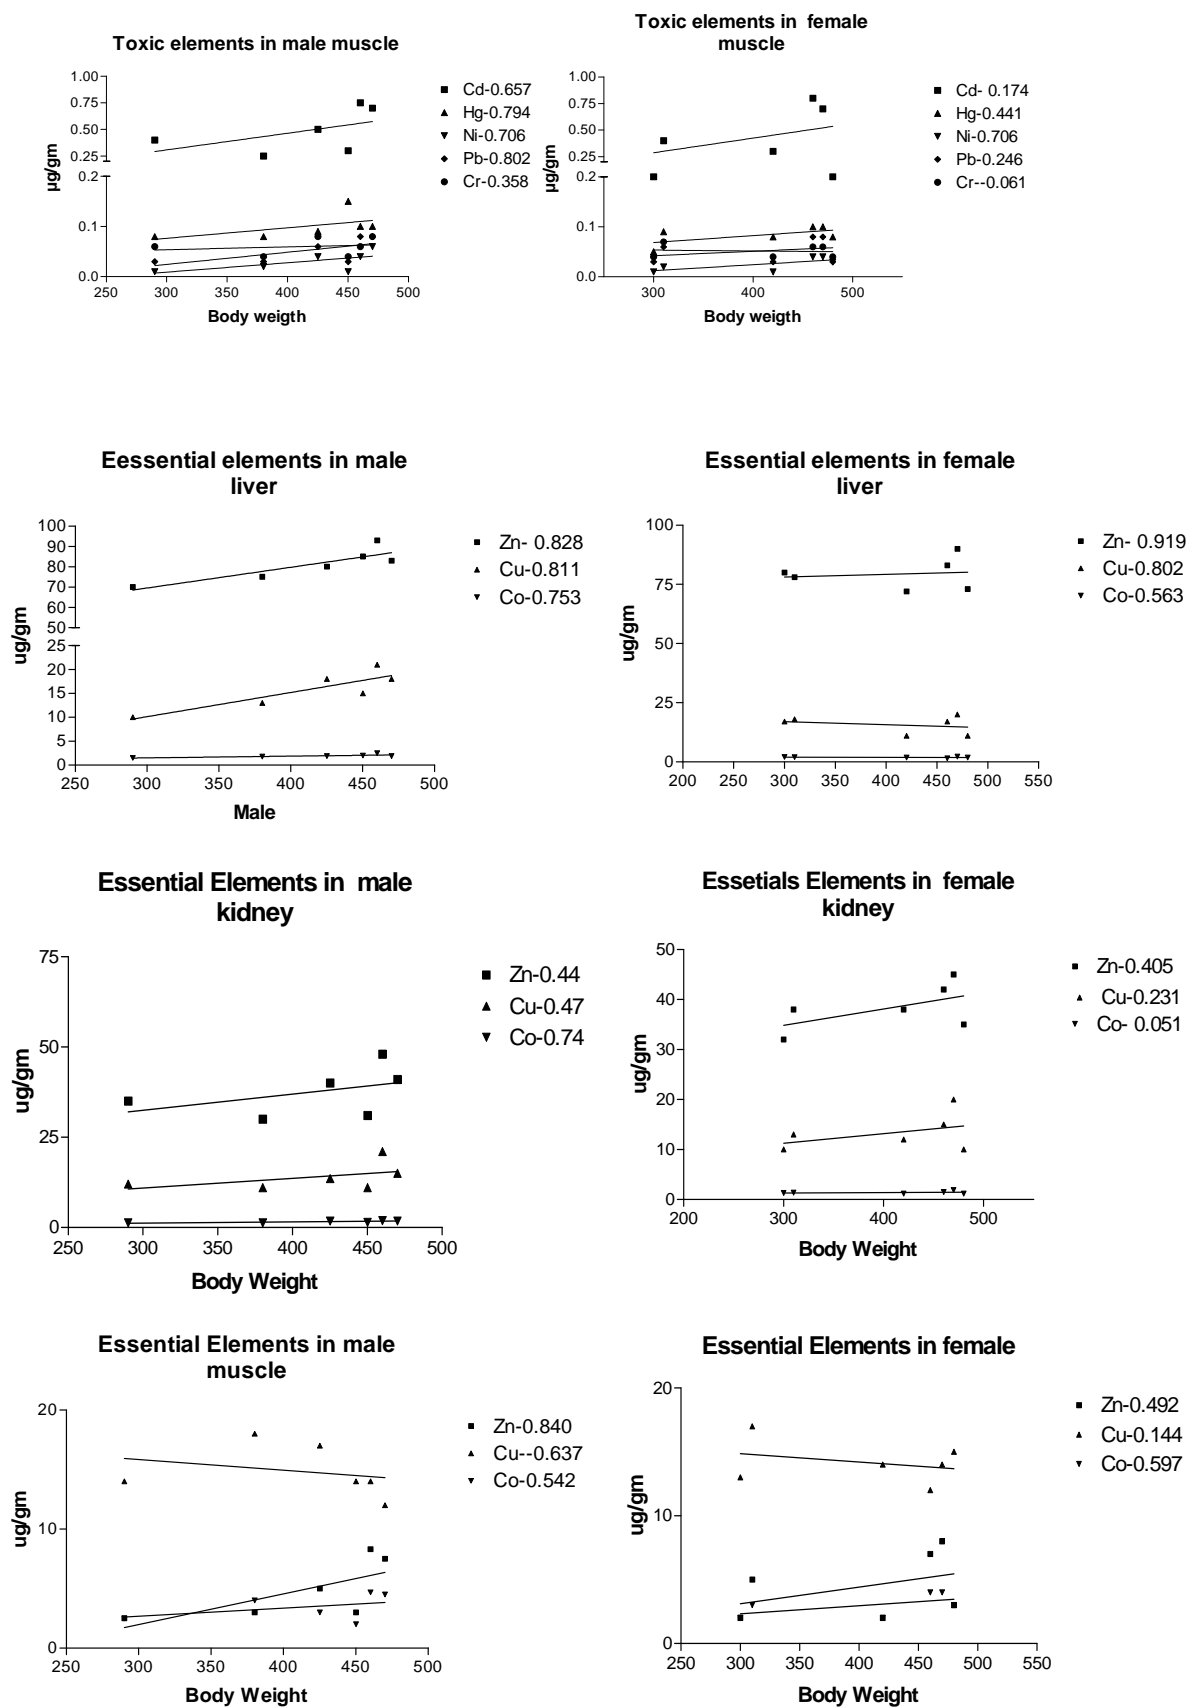 Toxic elements in male muscle
1.00
0.75
0.50
0.25
0.2
0.1
0.0
µg/gm
250
300
350
400
450
500
Body weigth
Cd-0.657
Hg-0.794
Ni-0.706
Pb-0.802
Cr-0.358
Toxic elements in female
muscle
1.00
0.75
0.50
0.25
0.2
0.1
0.0
µg/gm
300
400
500
Body weigth
Cd- 0.174
Hg-0.441
Ni-0.706
Pb-0.246
Cr--0.061
Eessential elements in male
liver
100
90
80
70
60
50
25
20
15
10
5
0
ug/gm
250
300
350
400
450
500
Male
Zn- 0.828
Cu-0.811
Co-0.753
Essential elements in female
liver
100
75
50
25
0
ug/gm
200
250
300
350
400
450
500
550
Zn- 0.919
Cu-0.802
Co-0.563
Essential Elements in male
kidney
75
50
25
0
ug/gm
250
300
350
400
450
500
Body Weight
Zn-0.44
Cu-0.47
Co-0.74
Essetials Elements in female
kidney
50
40
30
20
10
0
ug/gm
200
300
400
500
Body Weight
Zn-0.405
Cu-0.231
Co- 0.051
Essential Elements in male
muscle
20
10
0
ug/gm
250
300
350
400
450
500
Body Weight
Zn-0.840
Cu--0.637
Co-0.542
Essential Elements in female
20
10
0
ug/gm
250
300
350
400
450
500
550
Body Weight
Zn-0.492
Cu-0.144
Co-0.597